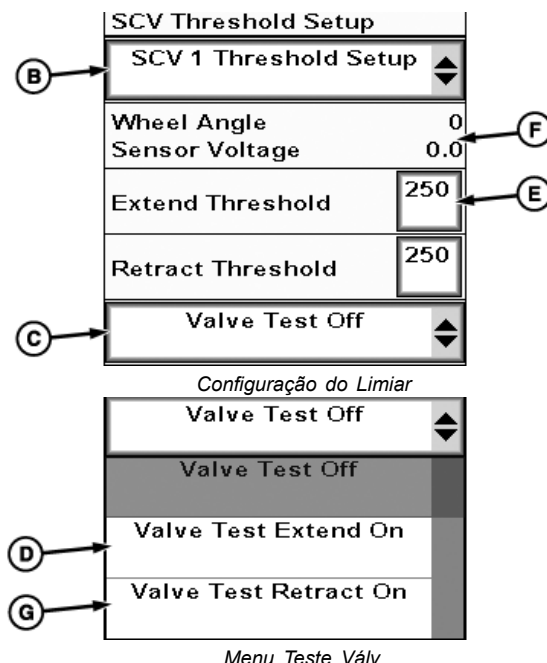 SCV Threshold Setup
B
SCV 1 Threshold Setup
Wheel Angle 0
F
Sensor Voltage 0.0
Extend Threshold 250
E
Retract Threshold 250
C
Valve Test Off
Configuração do Limiar
Valve Test Off
Valve Test Off
D
Valve Test Extend On
G
Valve Test Retract On
Menu Teste Válv